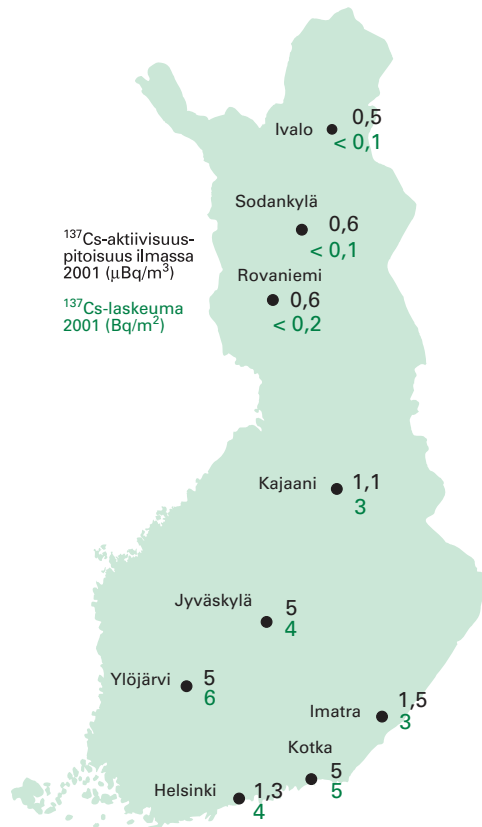 Ivalo
0,5
< 0,1
Sodankylä
0,6
< 0,1
¹³⁷Cs-aktiivisuus-
pitoisuus ilmassa
2001 (µBq/m³)
Rovaniemi
0,6
< 0,2
¹³⁷Cs-laskeuma
2001 (Bq/m²)
Kajaani
1,1
3
Jyväskylä
5
4
Ylöjärvi
5
6
Imatra
1,5
3
Kotka
5
5
Helsinki
1,3
4